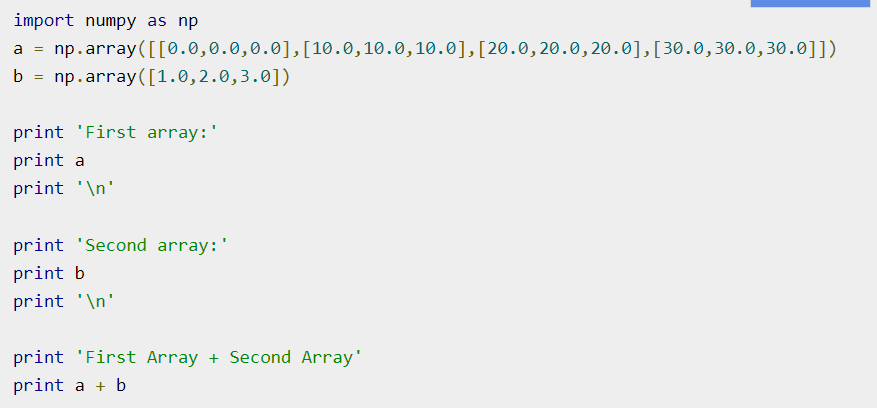 import numpy as np
a = np.array([[0.0,0.0,0.0],[10.0,10.0,10.0],[20.0,20.0,20.0],[30.0,30.0,30.0]])
b = np.array([1.0,2.0,3.0])
print 'First array:'
print a
print '\n'
print 'Second array:'
print b
print '\n'
print 'First Array + Second Array'
print a + b